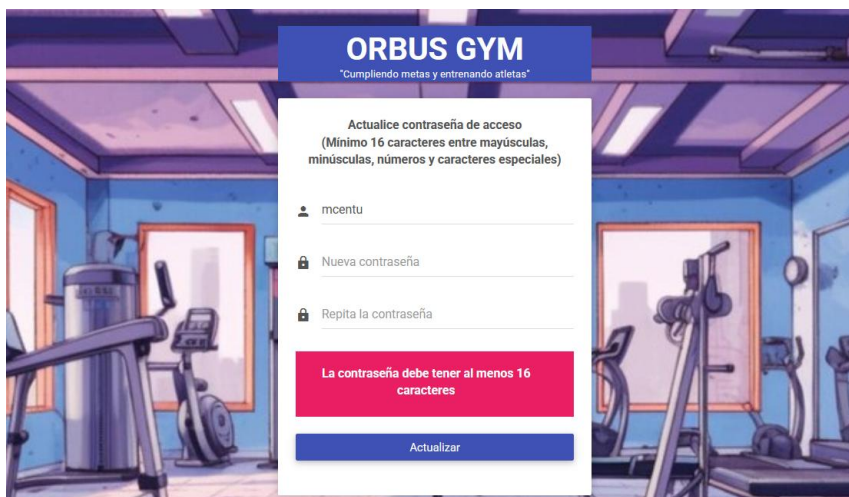 ORBUS GYM
"Cumpliendo metas y entrenando atletas"
Actualice contraseña de acceso
(Mínimo 16 caracteres entre mayúsculas,
minúsculas, números y caracteres especiales)
mcentu
Nueva contraseña
Repita la contraseña
La contraseña debe tener al menos 16
caracteres
Actualizar